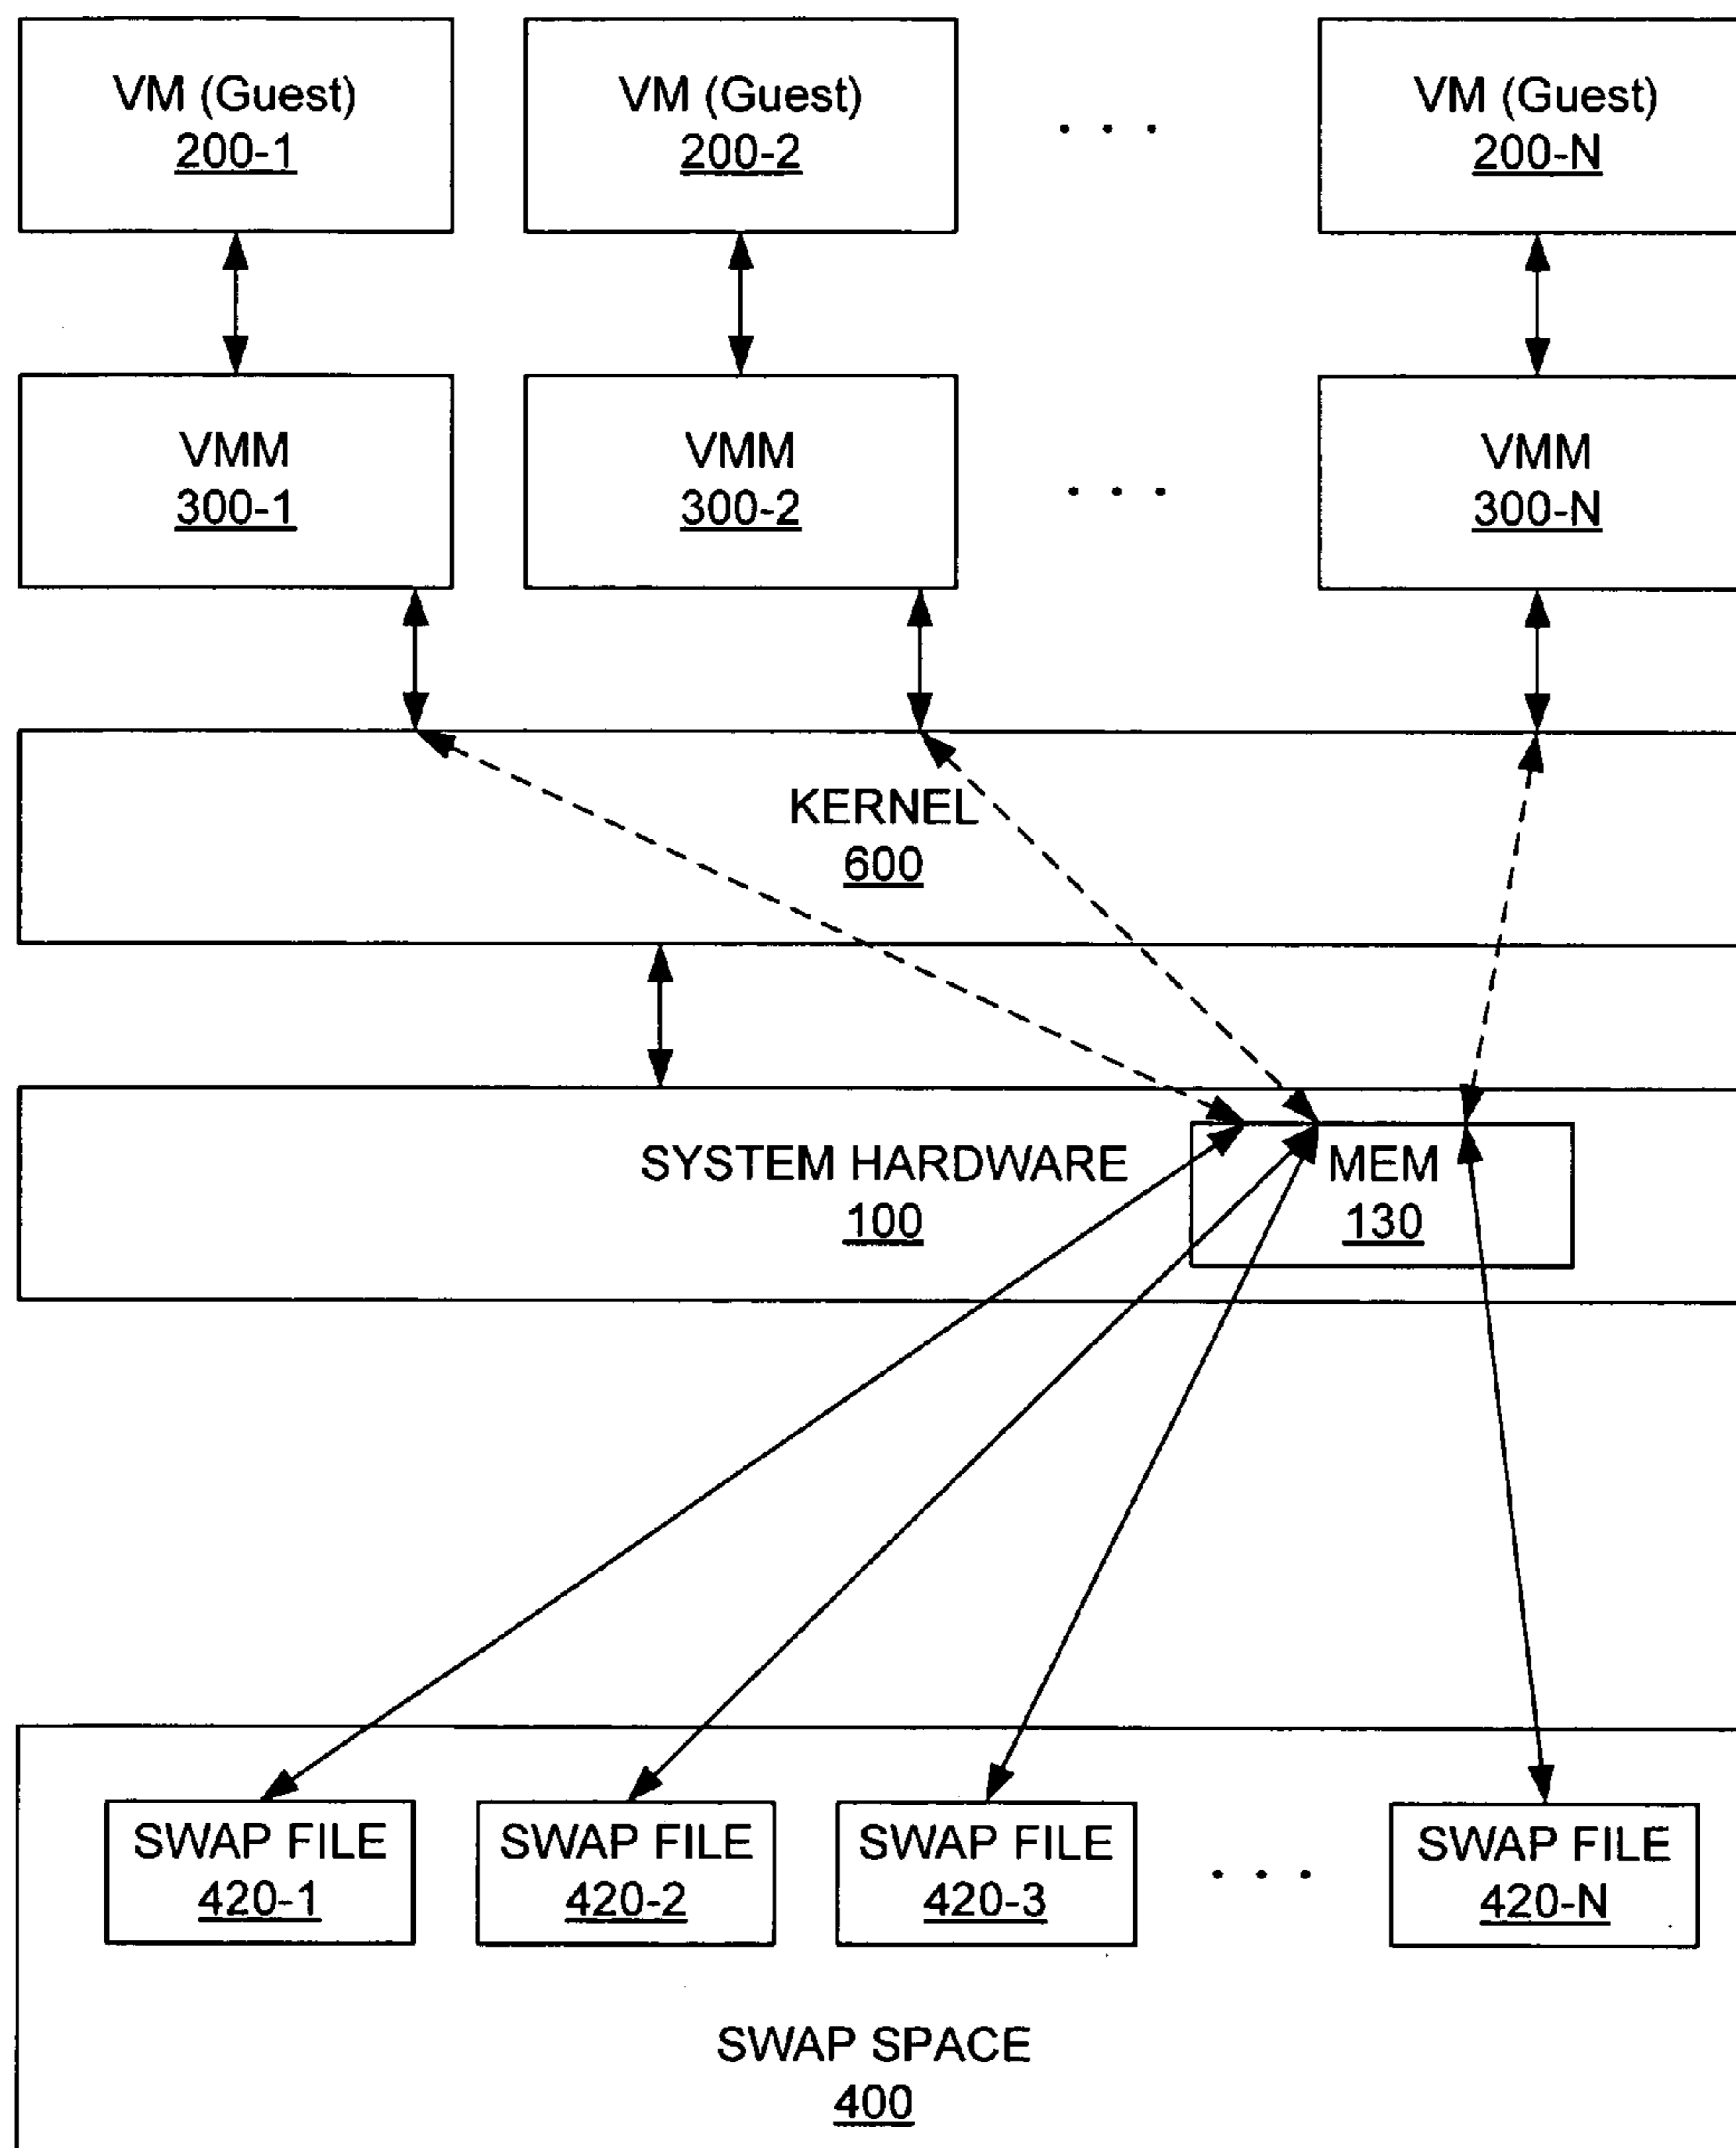 VM (Guest)
200-1
VM (Guest)
200-2
. . .
VM (Guest)
200-N
VMM
300-1
VMM
300-2
. . .
VMM
300-N
KERNEL
600
SYSTEM HARDWARE
100
MEM
130
SWAP FILE
420-1
SWAP FILE
420-2
SWAP FILE
420-3
. . .
SWAP FILE
420-N
SWAP SPACE
400